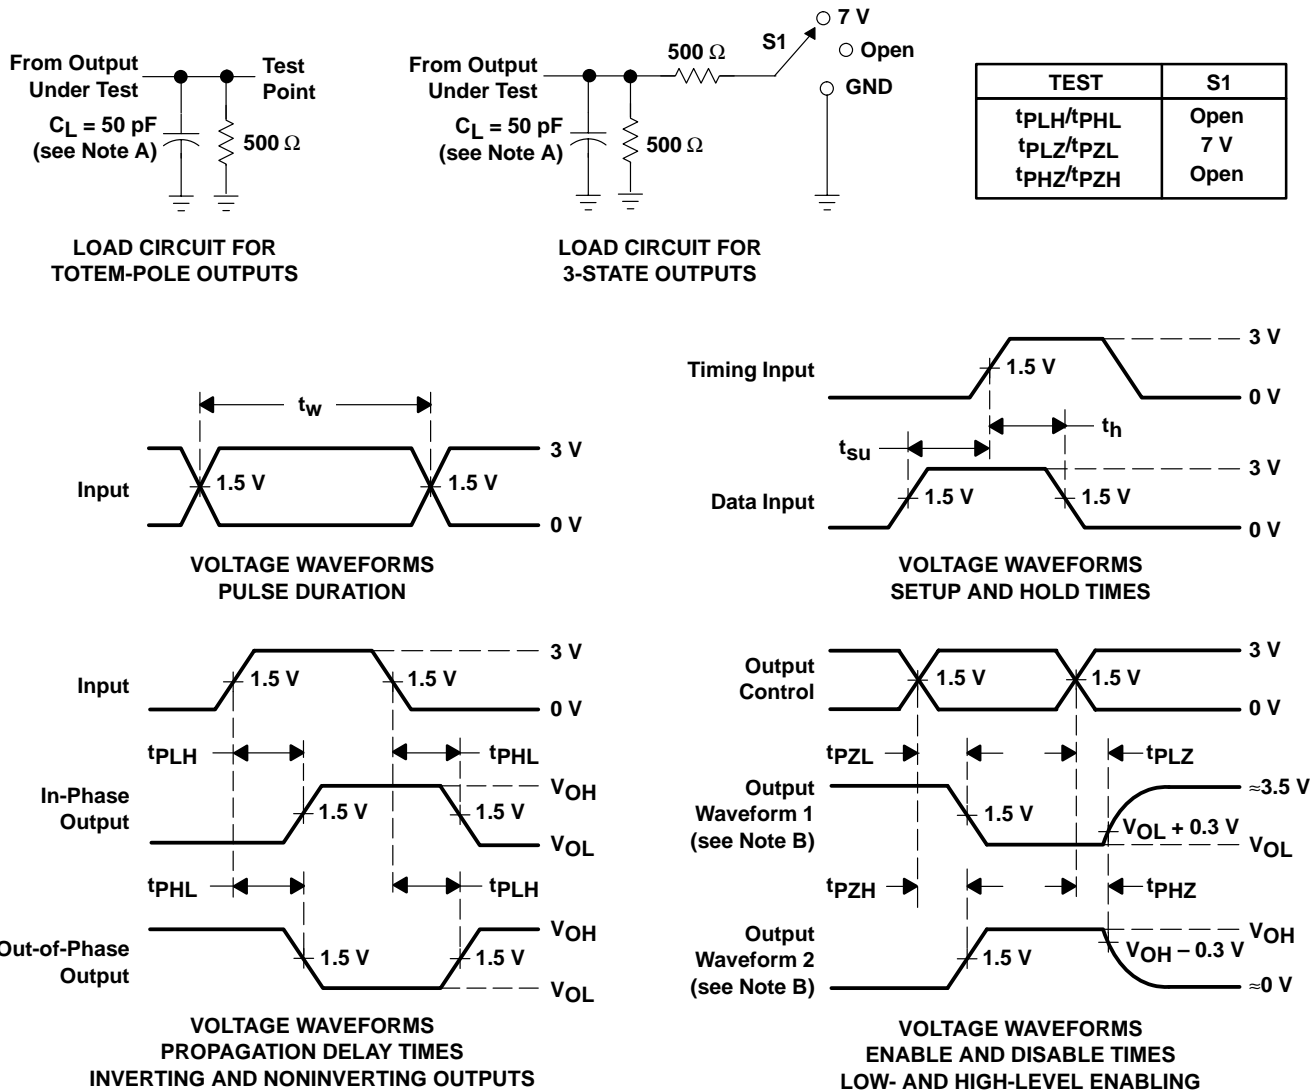 From Output
Under Test
Test
Point
CL = 50 pF
(see Note A)
500 Ω
LOAD CIRCUIT FOR
TOTEM-POLE OUTPUTS
From Output
Under Test
CL = 50 pF
(see Note A)
500 Ω
500 Ω
S1
7 V
Open
GND
LOAD CIRCUIT FOR
3-STATE OUTPUTS
TEST S1
tPLH/tPHL Open
tPLZ/tPZL 7 V
tPHZ/tPZH Open
tw
Input
1.5 V
1.5 V
3 V
0 V
VOLTAGE WAVEFORMS
PULSE DURATION
Timing Input
1.5 V
3 V
0 V
tsu
th
Data Input
1.5 V
1.5 V
3 V
0 V
VOLTAGE WAVEFORMS
SETUP AND HOLD TIMES
Input
1.5 V
1.5 V
3 V
0 V
tPLH
tPHL
In-Phase
Output
1.5 V
1.5 V
VOH
VOL
tPHL
tPLH
Out-of-Phase
Output
1.5 V
1.5 V
VOH
VOL
VOLTAGE WAVEFORMS
PROPAGATION DELAY TIMES
INVERTING AND NONINVERTING OUTPUTS
Output
Control
1.5 V
1.5 V
3 V
0 V
tPZL
tPLZ
Output
Waveform 1
(see Note B)
1.5 V
VOL + 0.3 V
≈3.5 V
VOL
tPZH
tPHZ
Output
Waveform 2
(see Note B)
1.5 V
VOH − 0.3 V
VOH
≈0 V
VOLTAGE WAVEFORMS
ENABLE AND DISABLE TIMES
LOW- AND HIGH-LEVEL ENABLING